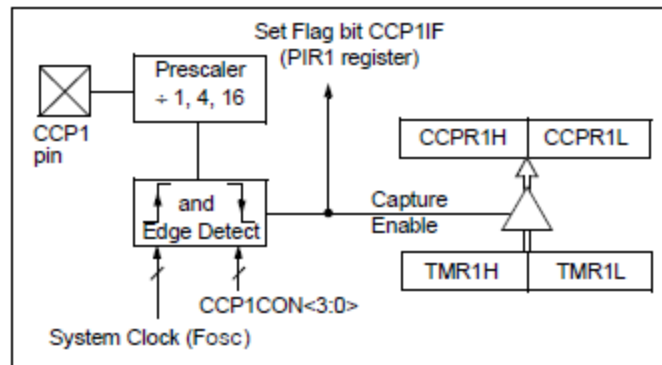 Set Flag bit CCP1IF
(PIR1 register)
Prescaler
÷ 1, 4, 16
CCP1
pin
CCPR1H
CCPR1L
and
Edge Detect
Capture
Enable
TMR1H
TMR1L
CCP1CON<3:0>
System Clock (Fosc)